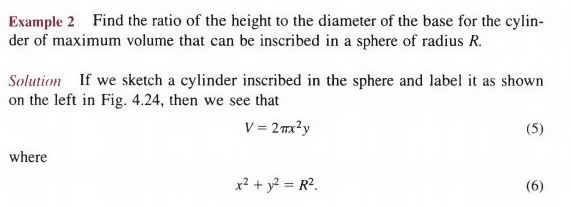 Example 2 Find the ratio of the height to the diameter of the base for the cylin-
der of maximum volume that can be inscribed in a sphere of radius R.
Solution If we sketch a cylinder inscribed in the sphere and label it as shown
on the left in Fig. 4.24, then we see that
V = 2πx²y (5)
where
x² + y² = R². (6)